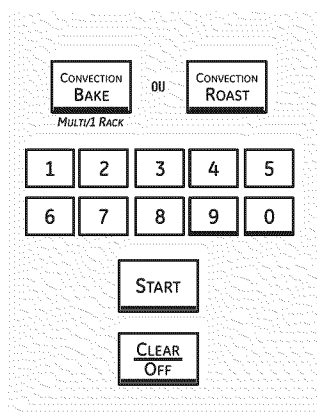 CONVECTION
BAKE
OU
CONVECTION
ROAST
MULTI/1 RACK
1 2 3 4 5
6 7 8 9 0
START
CLEAR
OFF